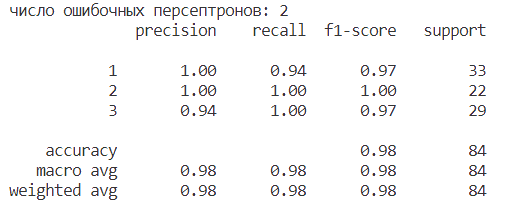 число ошибочных персептронов: 2
precision recall f1-score support
1 1.00 0.94 0.97 33
2 1.00 1.00 1.00 22
3 0.94 1.00 0.97 29
accuracy 0.98 84
macro avg 0.98 0.98 0.98 84
weighted avg 0.98 0.98 0.98 84